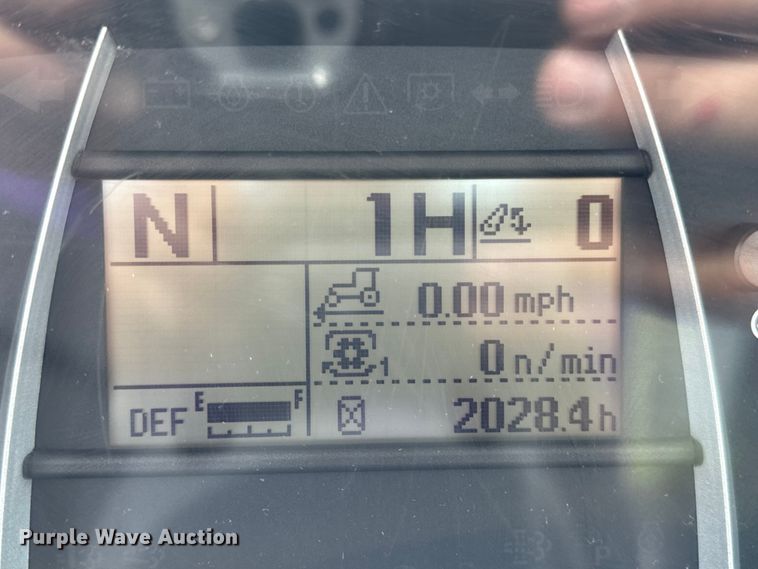 N 1H 0
0.00 mph
1 0 n/min
DEF E F 2028.4 h
Purple Wave Auction
P